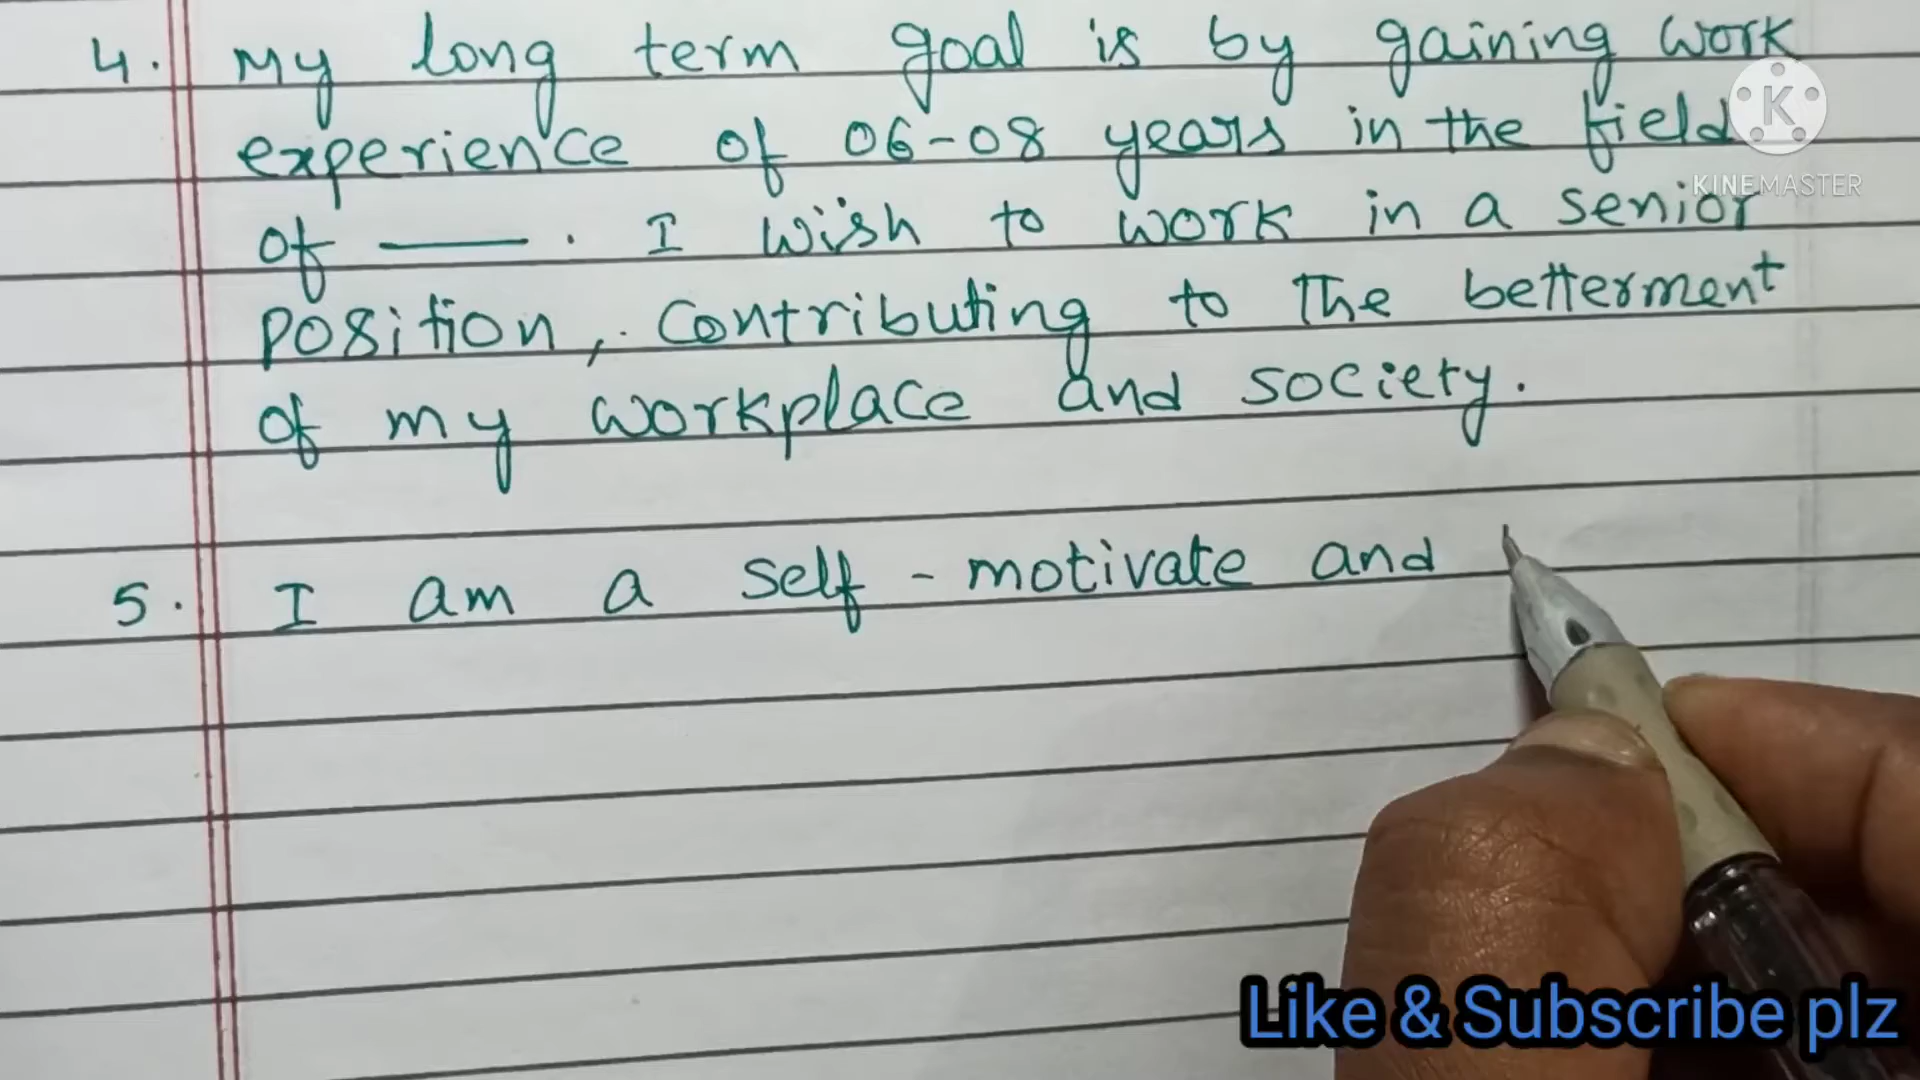 4. My long term goal is by gaining work
experience of 06-08 years in the field
of ——. I wish to work in a senior
position, contributing to the betterment
of my workplace and society.
5. I am a self-motivate and
K
KINEMASTER
Like & Subscribe plz